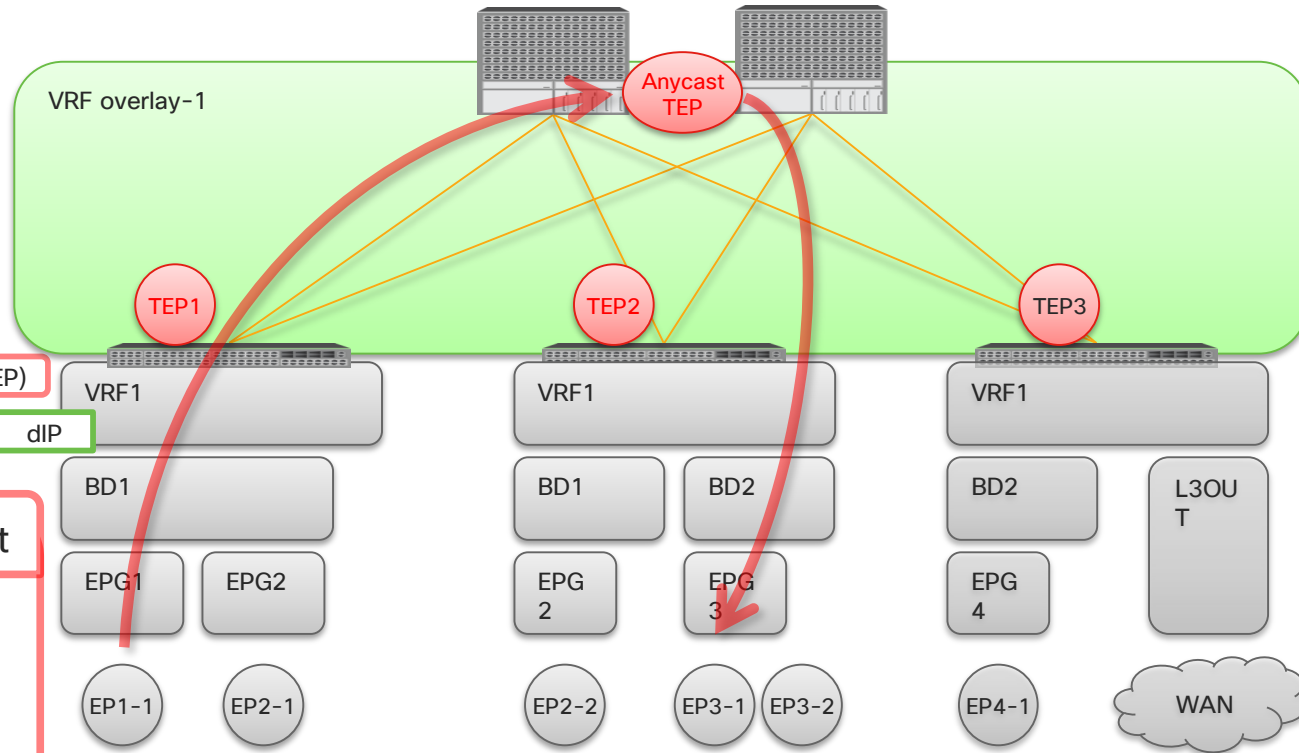 Anycast
TEP
VRF overlay-1
TEP1
TEP2
TEP3
EP)
VRF1
VRF1
VRF1
dIP
BD1
BD1
BD2
BD2
L3OU
T
t
EPG1
EPG2
EPG
2
EPG
3
EPG
4
EP1-1
EP2-1
EP2-2
EP3-1
EP3-2
EP4-1
WAN